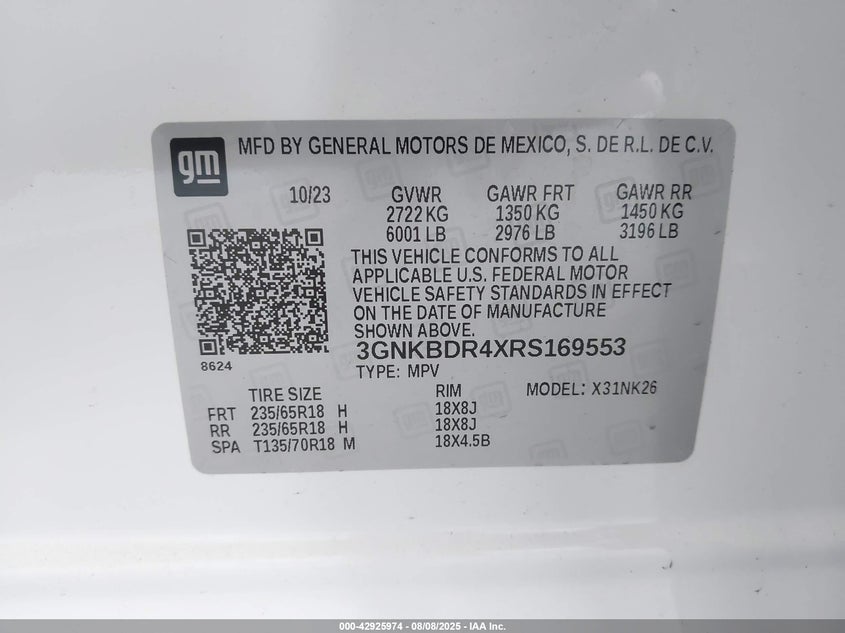 gm
MFD BY GENERAL MOTORS DE MEXICO, S. DE R.L. DE C.V.
10/23 GVWR GAWR FRT GAWR RR
2722 KG 1350 KG 1450 KG
6001 LB 2976 LB 3196 LB
THIS VEHICLE CONFORMS TO ALL
APPLICABLE U.S. FEDERAL MOTOR
VEHICLE SAFETY STANDARDS IN EFFECT
ON THE DATE OF MANUFACTURE
SHOWN ABOVE.
3GNKBDR4XRS169553
8624
TYPE: MPV
TIRE SIZE RIM MODEL: X31NK26
FRT 235/65R18 H 18X8J
RR 235/65R18 H 18X8J
SPA T135/70R18 M 18X4.5B
000-42925974 - 08/08/2025 - IAA Inc.